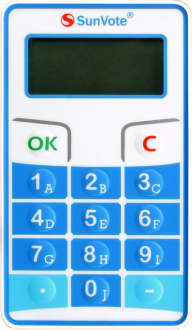 SunVote®
OK C
1A 2B 3C
4D 5E 6F
7G 8H 9I
· 0J -